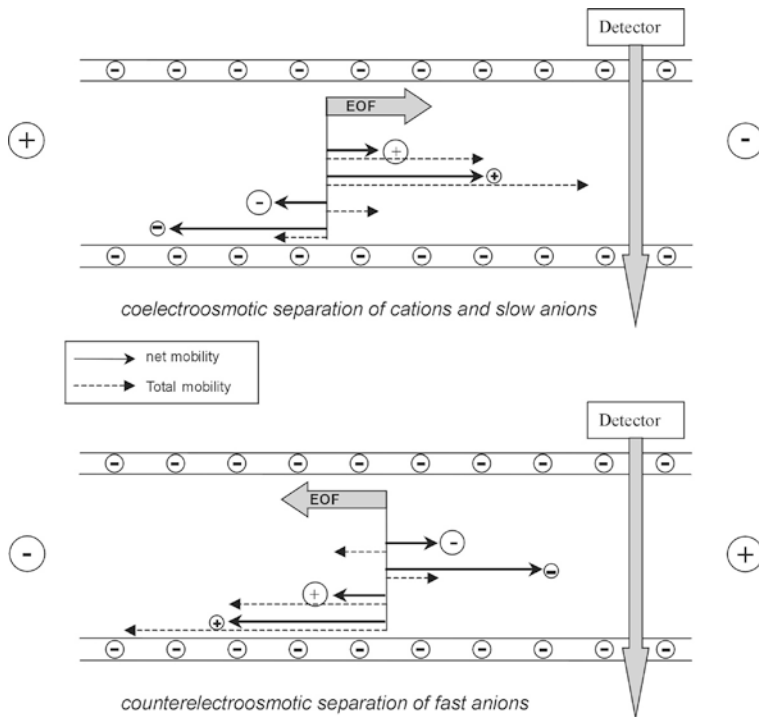 Detector
- - - - - - - - - -
EOF
+ -
+
+
-
-
- - - - - - - - - -
coelectroosmotic separation of cations and slow anions
net mobility
Total mobility
Detector
- - - - - - - - - -
EOF
-
- +
-
+
+
- - - - - - - - - -
counterelectroosmotic separation of fast anions